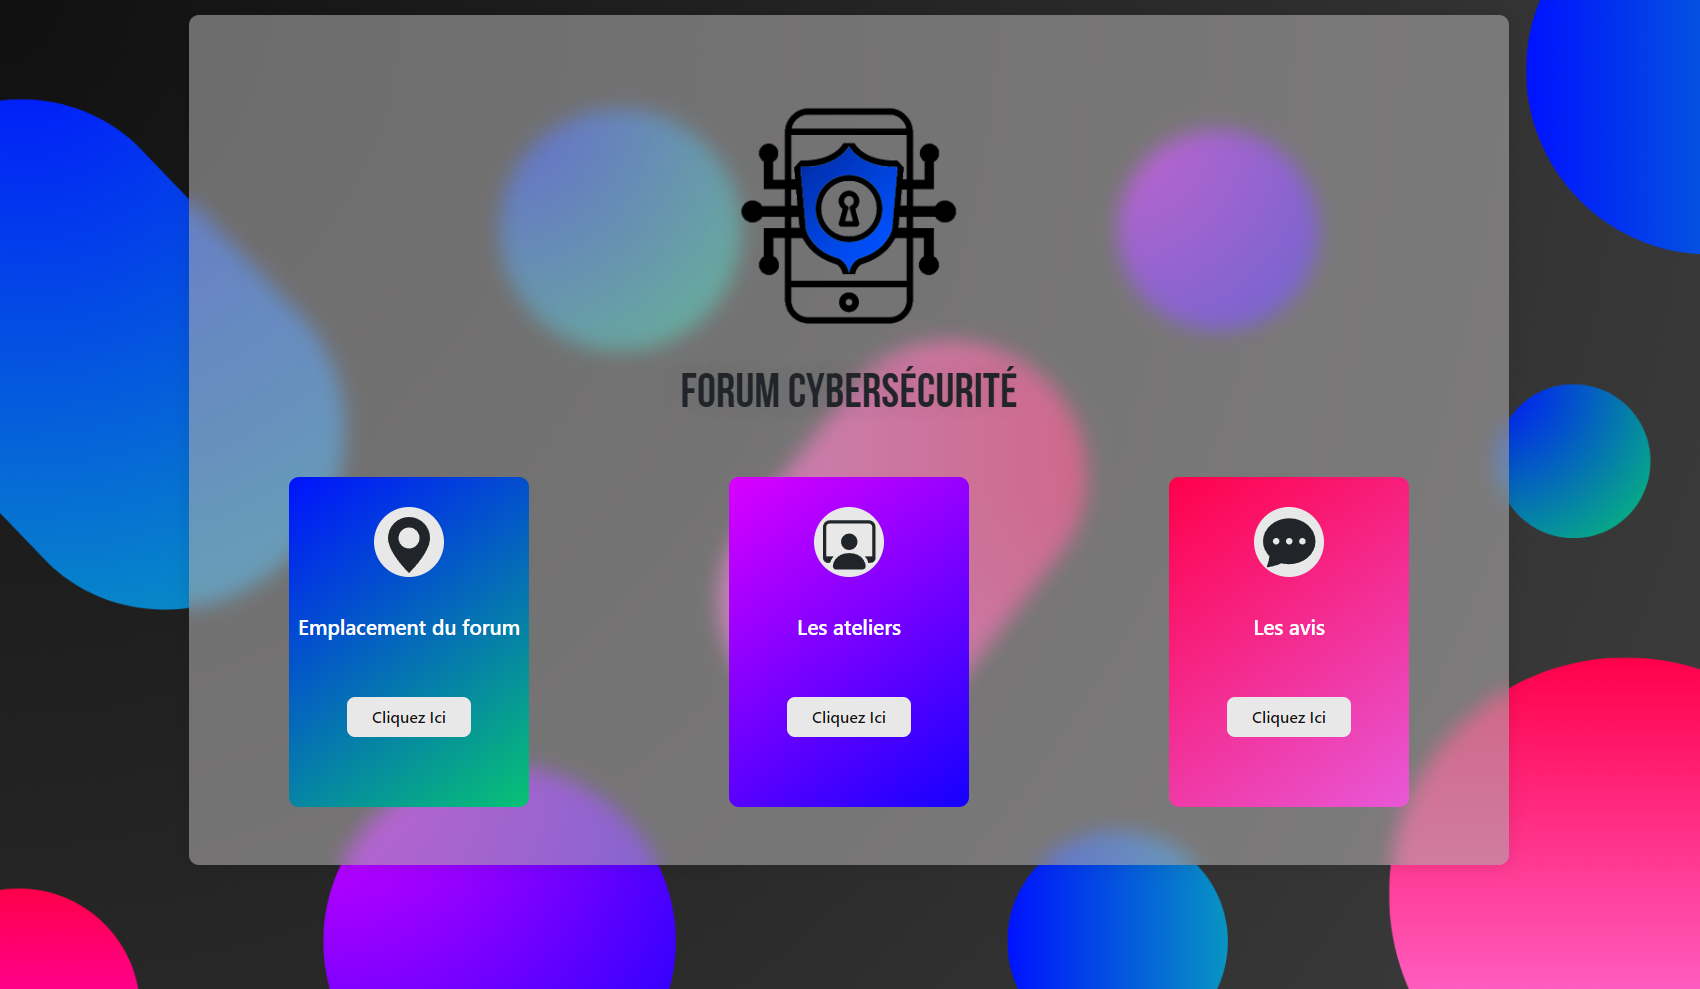 FORUM CYBERSÉCURITÉ
Emplacement du forum
Les ateliers
Les avis
Cliquez Ici
Cliquez Ici
Cliquez Ici